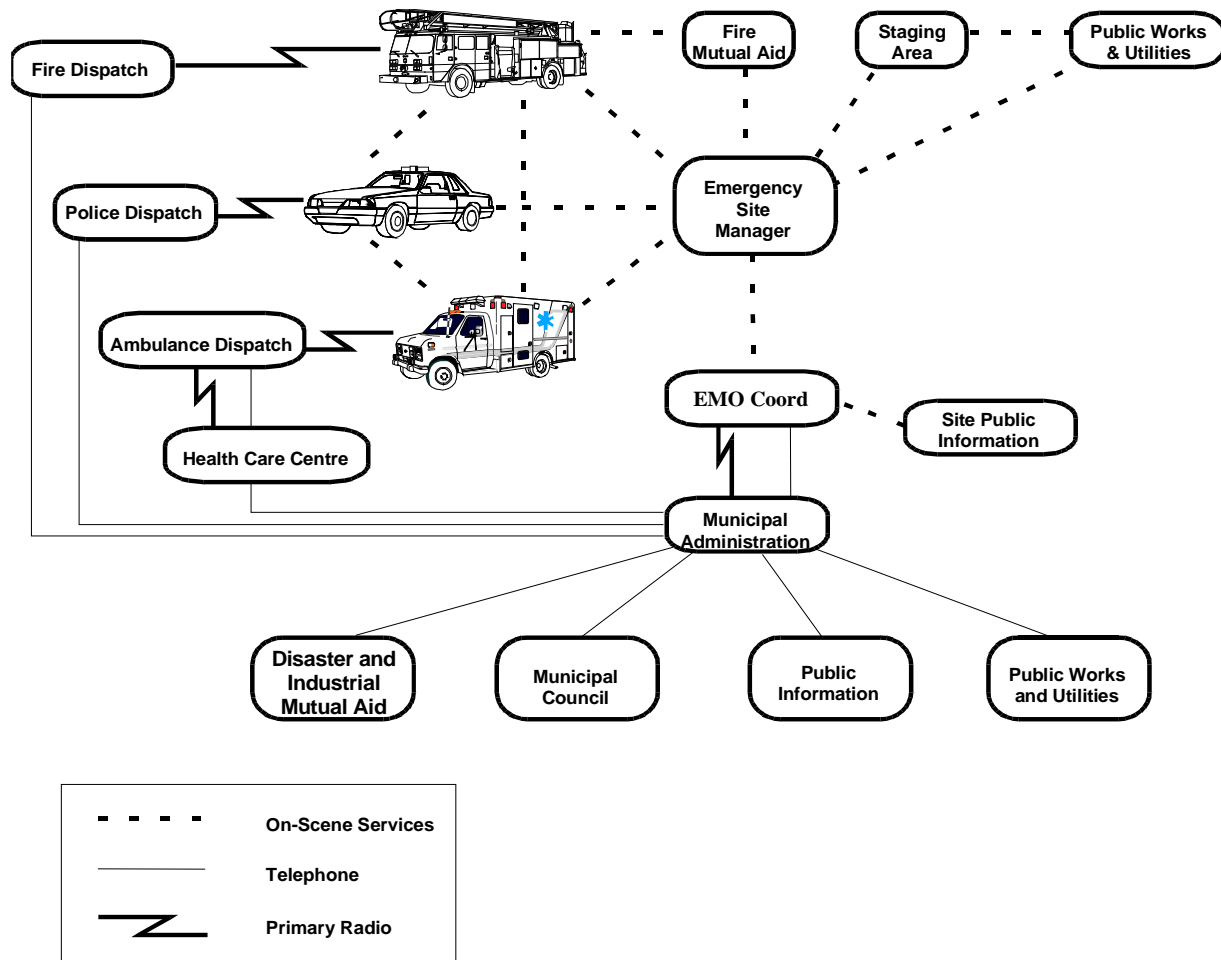 Fire Dispatch
Fire
Mutual Aid
Staging
Area
Public Works
& Utilities
Police Dispatch
Emergency
Site
Manager
Ambulance Dispatch
EMO Coord
Site Public
Information
Health Care Centre
Municipal
Administration
Disaster and
Industrial
Mutual Aid
Municipal
Council
Public
Information
Public Works
and Utilities
On-Scene Services
Telephone
Primary Radio